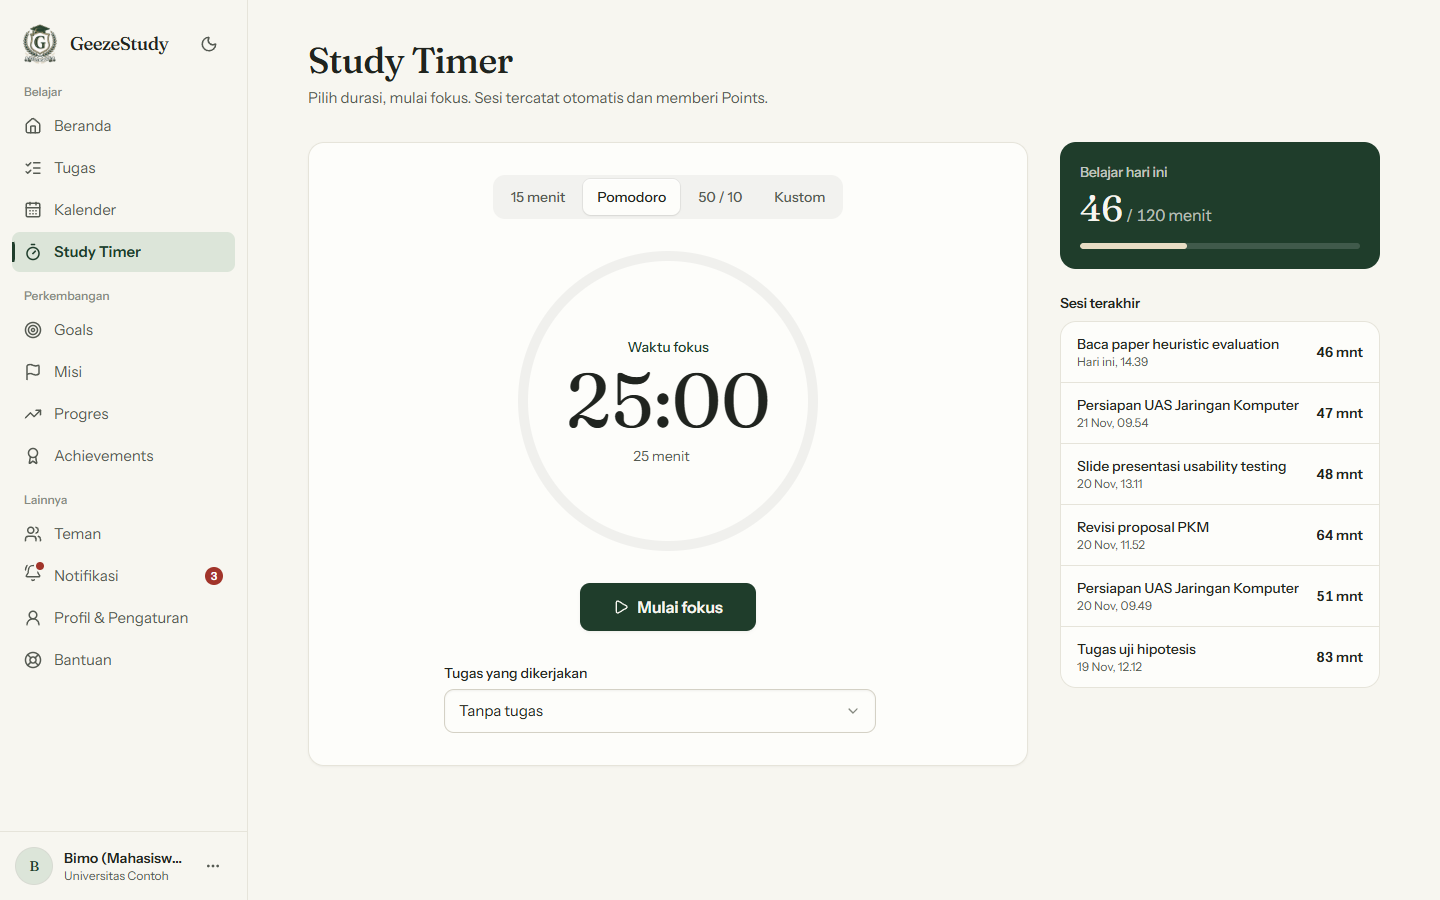 GeezeStudy
Belajar
Beranda
Tugas
Kalender
Study Timer
Perkembangan
Goals
Misi
Progres
Achievements
Lainnya
Teman
Notifikasi 3
Profil & Pengaturan
Bantuan
B
Bimo (Mahasisw...
Universitas Contoh
Study Timer
Pilih durasi, mulai fokus. Sesi tercatat otomatis dan memberi Points.
15 menit Pomodoro 50 / 10 Kustom
Waktu fokus
25:00
25 menit
Mulai fokus
Tugas yang dikerjakan
Tanpa tugas
Belajar hari ini
46 / 120 menit
Sesi terakhir
Baca paper heuristic evaluation 46 mnt
Hari ini, 14.39
Persiapan UAS Jaringan Komputer 47 mnt
21 Nov, 09.54
Slide presentasi usability testing 48 mnt
20 Nov, 13.11
Revisi proposal PKM 64 mnt
20 Nov, 11.52
Persiapan UAS Jaringan Komputer 51 mnt
20 Nov, 09.49
Tugas uji hipotesis 83 mnt
19 Nov, 12.12